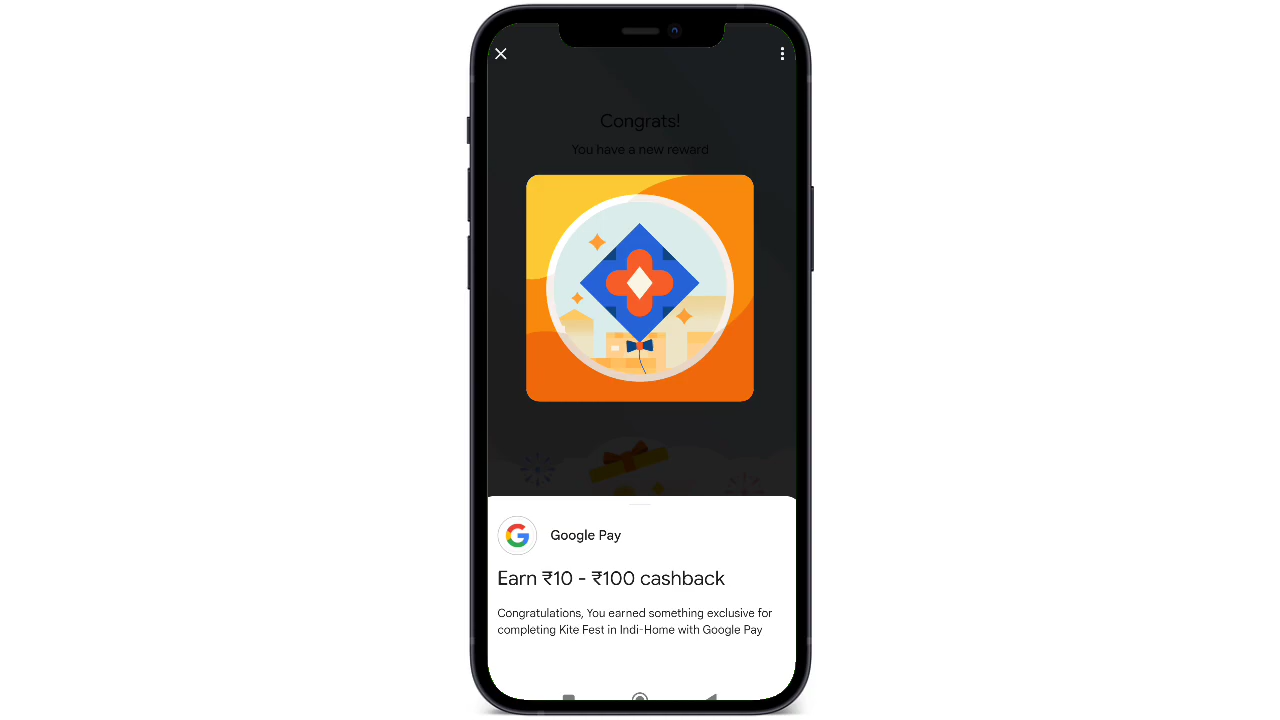 Congrats!
You have a new reward
Google Pay
Earn ₹10 - ₹100 cashback
Congratulations, You earned something exclusive for
completing Kite Fest in Indi-Home with Google Pay